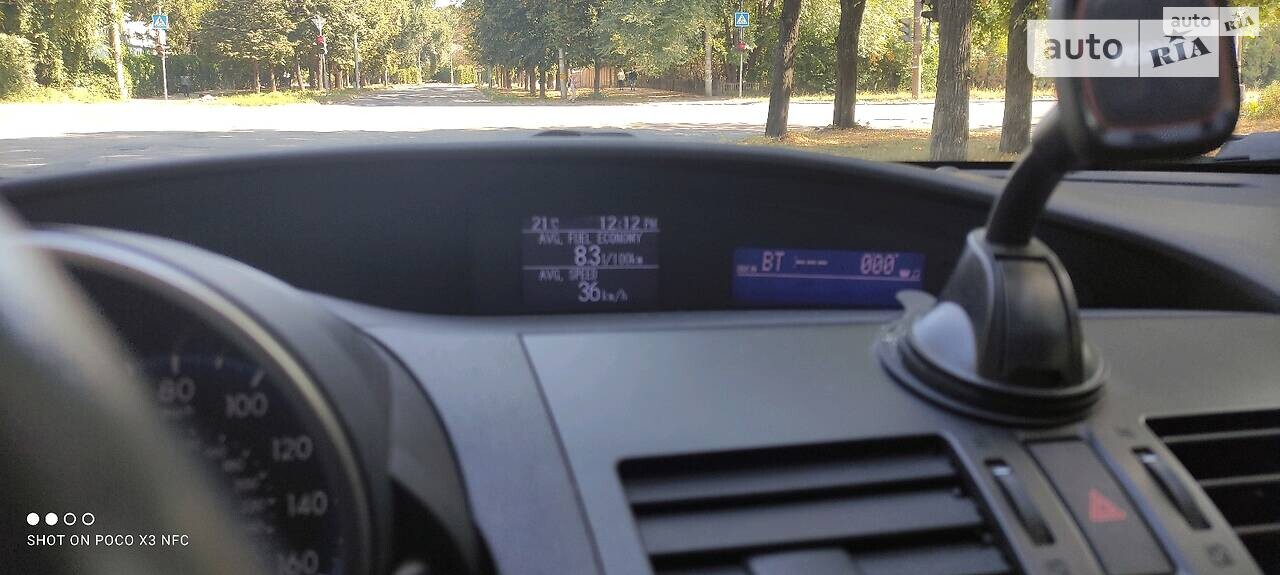 auto RIA
auto RIA
21°C 12:12 PM
AVG. FUEL ECONOMY
8.3 l/100km
AVG. SPEED
36 km/h
BT --- 000
80
100
120
140
160
SHOT ON POCO X3 NFC